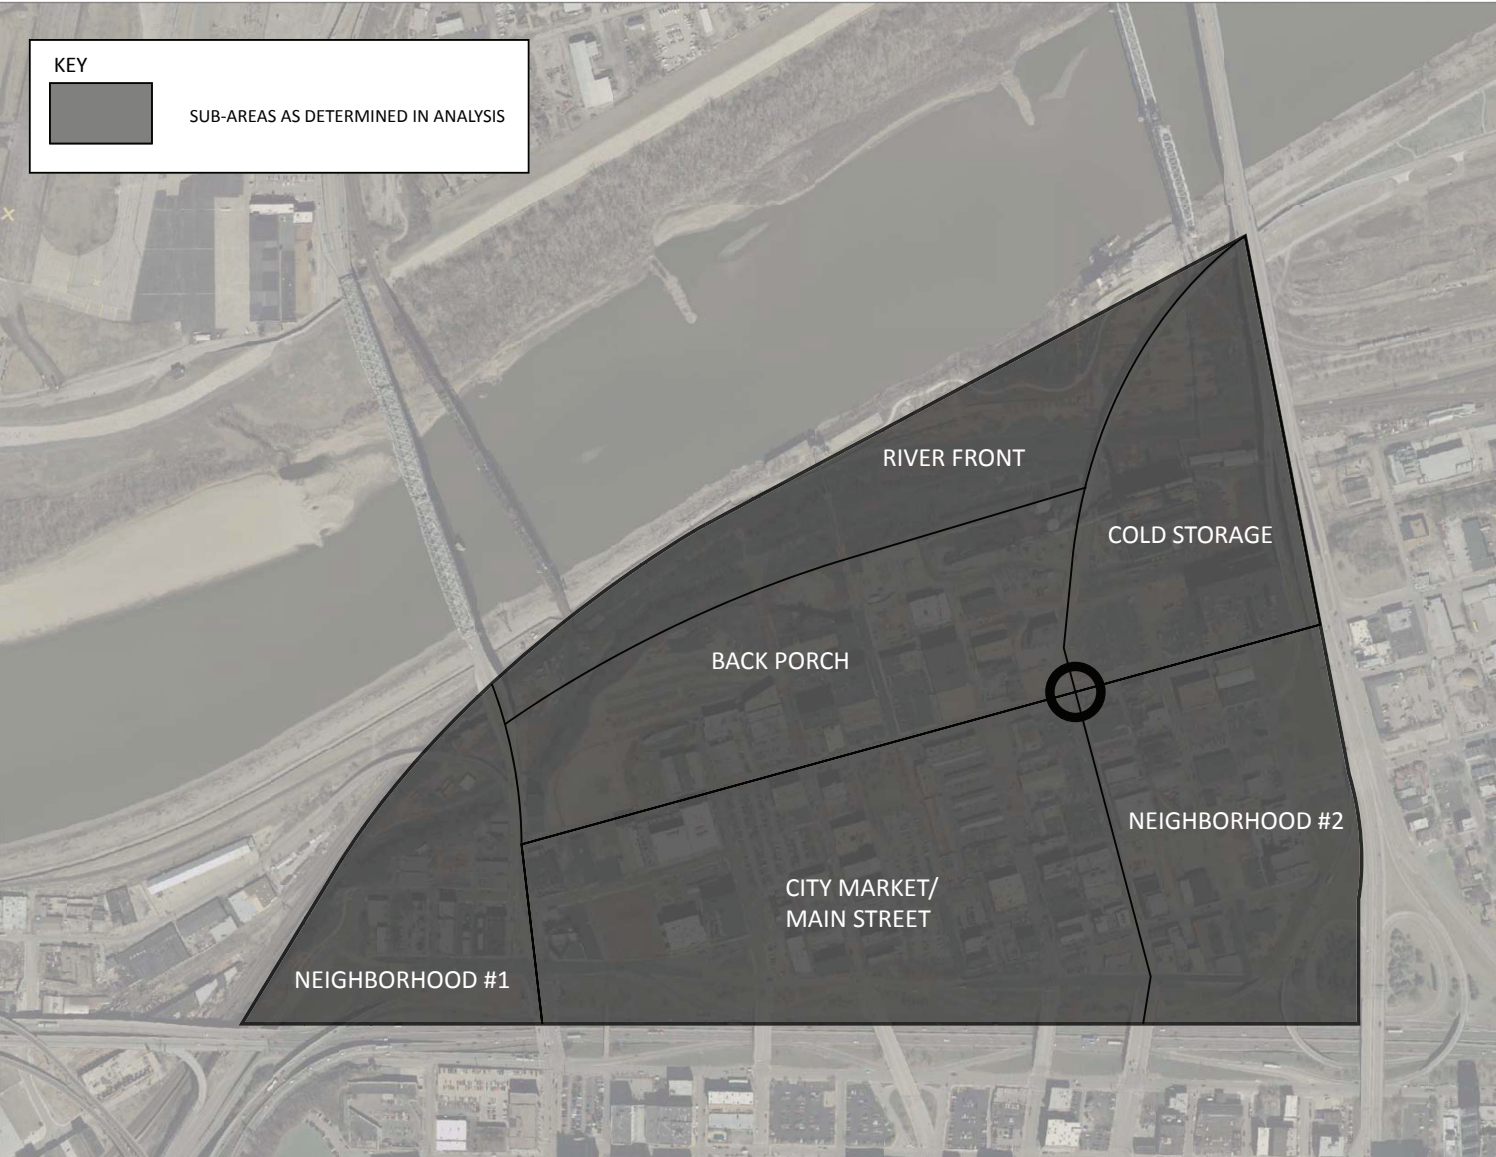 KEY
SUB-AREAS AS DETERMINED IN ANALYSIS
RIVER FRONT
COLD STORAGE
BACK PORCH
NEIGHBORHOOD #2
CITY MARKET/
MAIN STREET
NEIGHBORHOOD #1